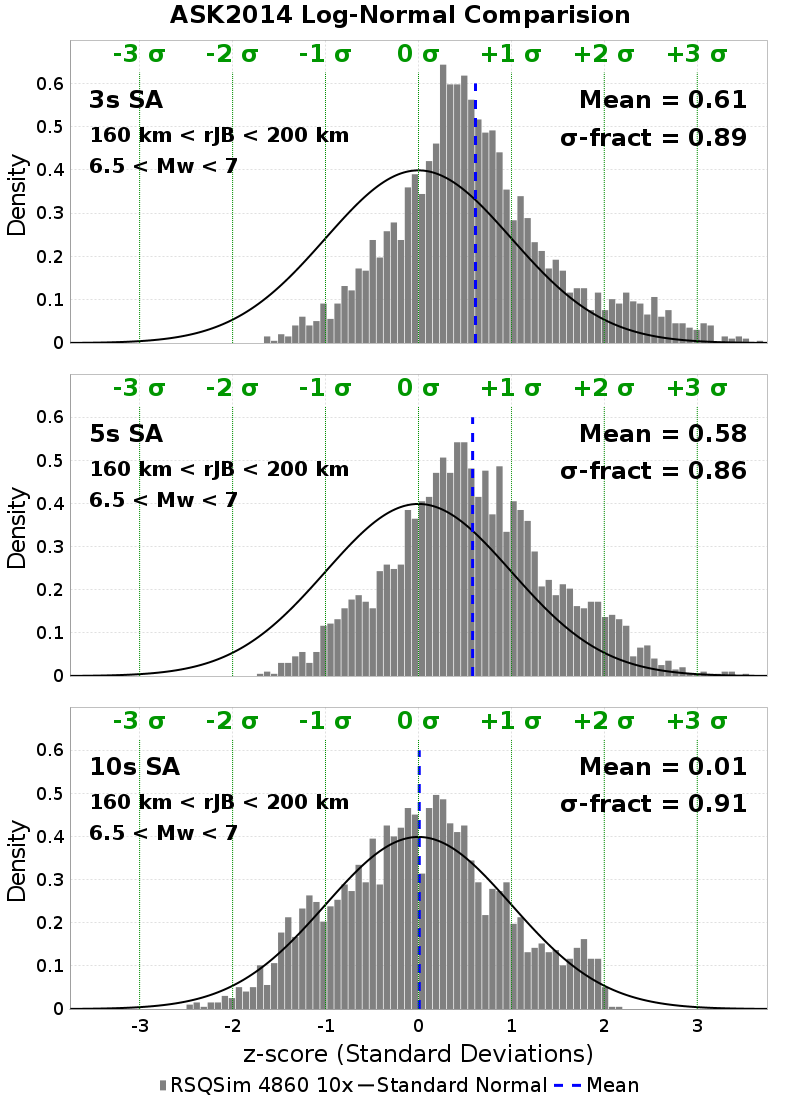 ASK2014 Log-Normal Comparision
-3 σ -2 σ -1 σ 0 σ +1 σ +2 σ +3 σ
3s SA
Mean = 0.61
160 km < rJB < 200 km
σ-fract = 0.89
6.5 < Mw < 7
0.6
0.5
0.4
0.3
0.2
0.1
0
Density
-3 σ -2 σ -1 σ 0 σ +1 σ +2 σ +3 σ
5s SA
Mean = 0.58
160 km < rJB < 200 km
σ-fract = 0.86
6.5 < Mw < 7
0.6
0.5
0.4
0.3
0.2
0.1
0
Density
-3 σ -2 σ -1 σ 0 σ +1 σ +2 σ +3 σ
10s SA
Mean = 0.01
160 km < rJB < 200 km
σ-fract = 0.91
6.5 < Mw < 7
0.6
0.5
0.4
0.3
0.2
0.1
0
Density
-3 -2 -1 0 1 2 3
z-score (Standard Deviations)
RSQSim 4860 10x Standard Normal Mean